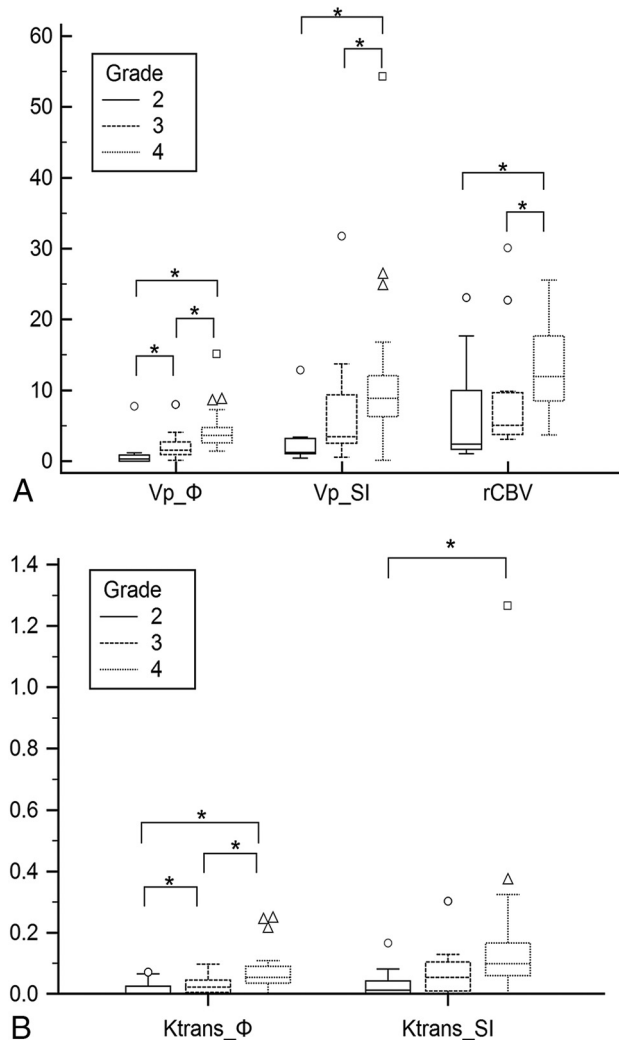 60
Grade
2
3
4
50
40
30
20
10
0
* * * * * * *
A
Vp_Φ Vp_SI rCBV
1.4
Grade
2
3
4
1.2
1.0
0.8
0.6
0.4
0.2
0.0
* * * *
B
Ktrans_Φ Ktrans_SI